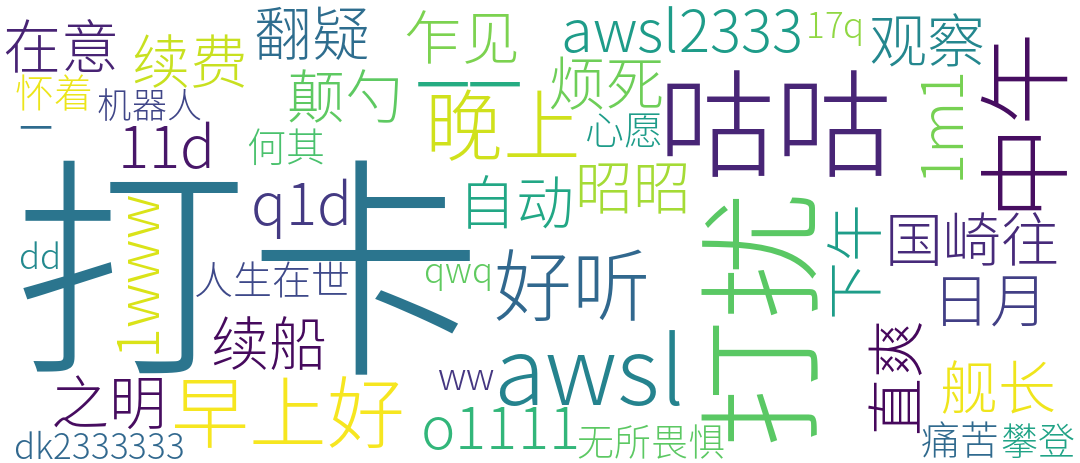 在意
续费
翻疑
乍见
awsl2333
17q
观察
怀着
机器人
颠勺
一一
烦死
咕咕
中午
一
11d
何其
晚上
心愿
1m1
打卡
1www
q1d
自动
昭昭
打扰
下午
国崎往
dd
人生在世
qwq
好听
日月
续船
直爽
之明
早上好
ww
awsl
舰长
o1111
dk2333333
无所畏惧
痛苦
攀登